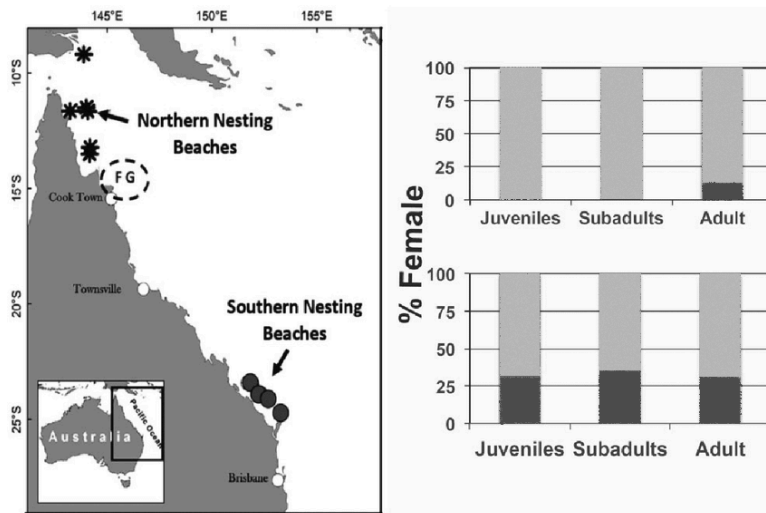 145°E 150°E 155°E
10°S
Northern Nesting
Beaches
F G
15°S
Cook Town
Townsville
20°S
Southern Nesting
Beaches
25°S
Australia
Pacific Ocean
Brisbane
% Female
100
75
50
25
0
Juveniles Subadults Adult
100
75
50
25
0
Juveniles Subadults Adult